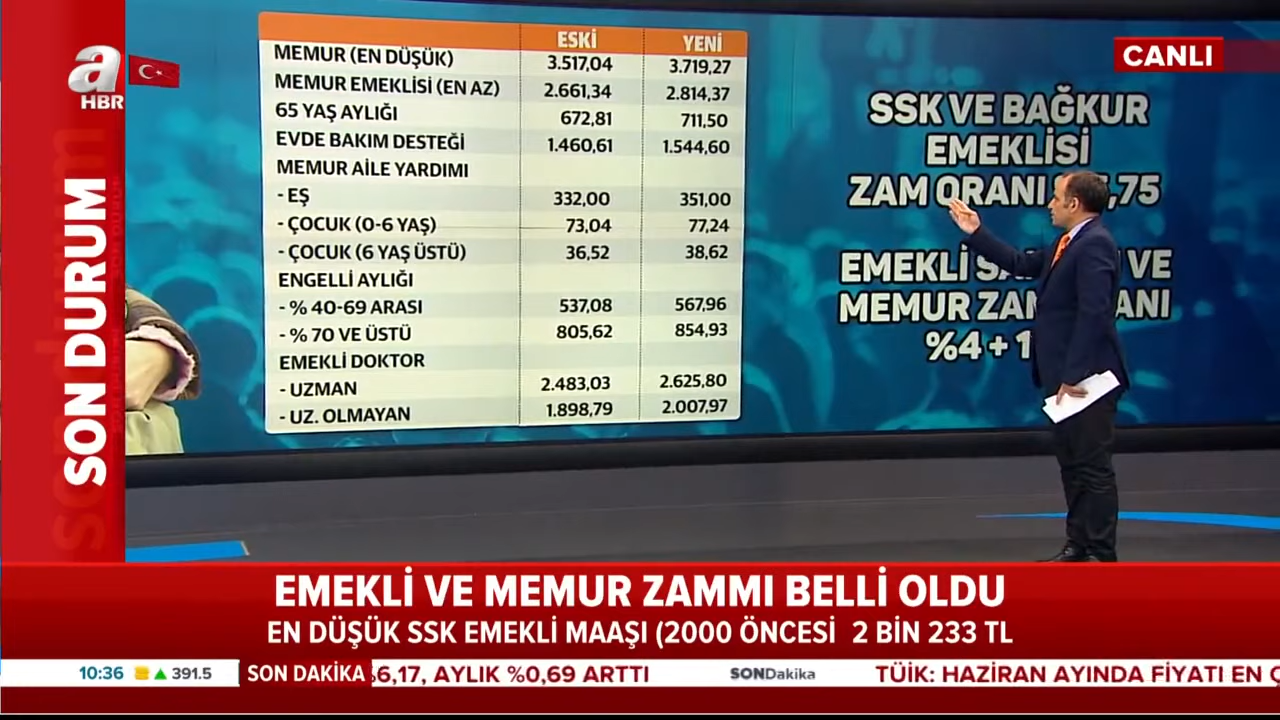 a
HBR
SON DURUM
CANLI
ESKİ YENİ
MEMUR (EN DÜŞÜK) 3.517,04 3.719,27
MEMUR EMEKLİSİ (EN AZ) 2.661,34 2.814,37
65 YAŞ AYLIĞI 672,81 711,50
EVDE BAKIM DESTEĞİ 1.460,61 1.544,60
MEMUR AİLE YARDIMI
- EŞ 332,00 351,00
- ÇOCUK (0-6 YAŞ) 73,04 77,24
- ÇOCUK (6 YAŞ ÜSTÜ) 36,52 38,62
ENGELLİ AYLIĞI
- % 40-69 ARASI 537,08 567,96
- % 70 VE ÜSTÜ 805,62 854,93
EMEKLİ DOKTOR
- UZMAN 2.483,03 2.625,80
- UZ. OLMAYAN 1.898,79 2.007,97
SSK VE BAĞKUR
EMEKLİSİ
ZAM ORANI ,75
EMEKLİ VE
MEMUR
%4 + 1
EMEKLİ VE MEMUR ZAMMI BELLİ OLDU
EN DÜŞÜK SSK EMEKLİ MAAŞI (2000 ÖNCESİ 2 BİN 233 TL
10:36 391.5 SON DAKİKA 6,17, AYLIK %0,69 ARTTI SONDakika TÜİK: HAZİRAN AYINDA FİYATI EN